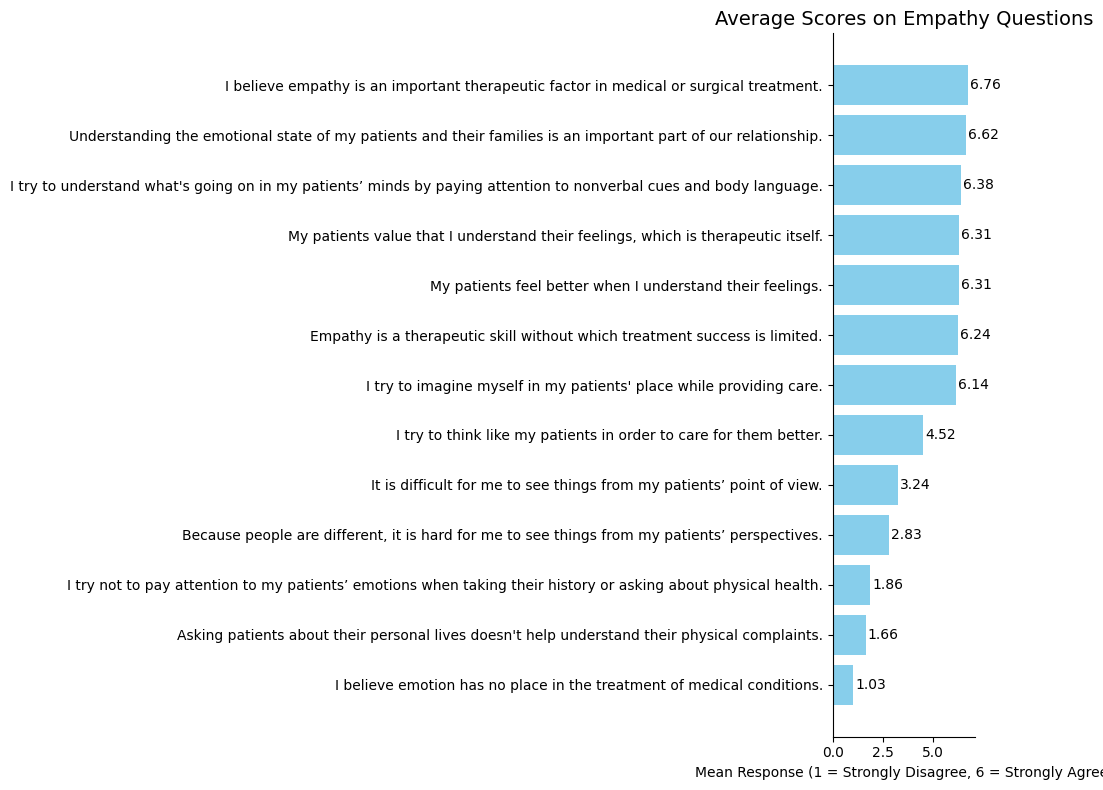 Average Scores on Empathy Questions
I believe empathy is an important therapeutic factor in medical or surgical treatment. 6.76
Understanding the emotional state of my patients and their families is an important part of our relationship. 6.62
I try to understand what's going on in my patients’ minds by paying attention to nonverbal cues and body language. 6.38
My patients value that I understand their feelings, which is therapeutic itself. 6.31
My patients feel better when I understand their feelings. 6.31
Empathy is a therapeutic skill without which treatment success is limited. 6.24
I try to imagine myself in my patients' place while providing care. 6.14
I try to think like my patients in order to care for them better. 4.52
It is difficult for me to see things from my patients’ point of view. 3.24
Because people are different, it is hard for me to see things from my patients’ perspectives. 2.83
I try not to pay attention to my patients’ emotions when taking their history or asking about physical health. 1.86
Asking patients about their personal lives doesn't help understand their physical complaints. 1.66
I believe emotion has no place in the treatment of medical conditions. 1.03
0.0 2.5 5.0
Mean Response (1 = Strongly Disagree, 6 = Strongly Agree